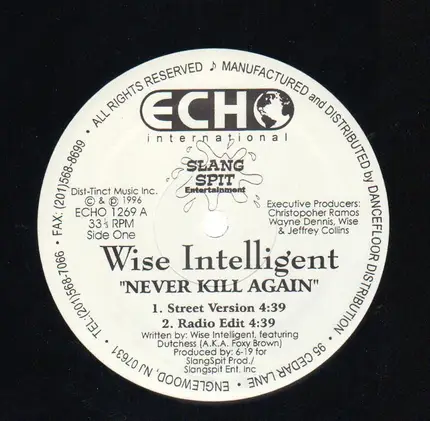 • ALL RIGHTS RESERVED ♪ MANUFACTURED and DISTRIBUTED by DANCEFLOOR DISTRIBUTION • 95 CEDAR LANE • ENGLEWOOD, NJ 07631 • TEL:(201)568-7066 • FAX: (201)568-8699
ECHO
international
SLANG
SPIT
Entertainment
Dist-Tinct Music Inc.
© & ℗ 1996
ECHO 1269 A
33⅓ RPM
Side One
Executive Producers:
Christopoher Ramos
Wayne Dennis, Wise
& Jeffrey Collins
Wise Intelligent
"NEVER KILL AGAIN"
1. Street Version 4:39
2. Radio Edit 4:39
Written by: Wise Intelligent, featuring
Dutchess (A.K.A. Foxy Brown)
Produced by: 6-19 for
SlangSpit Prod./
Slangspit Ent. Inc